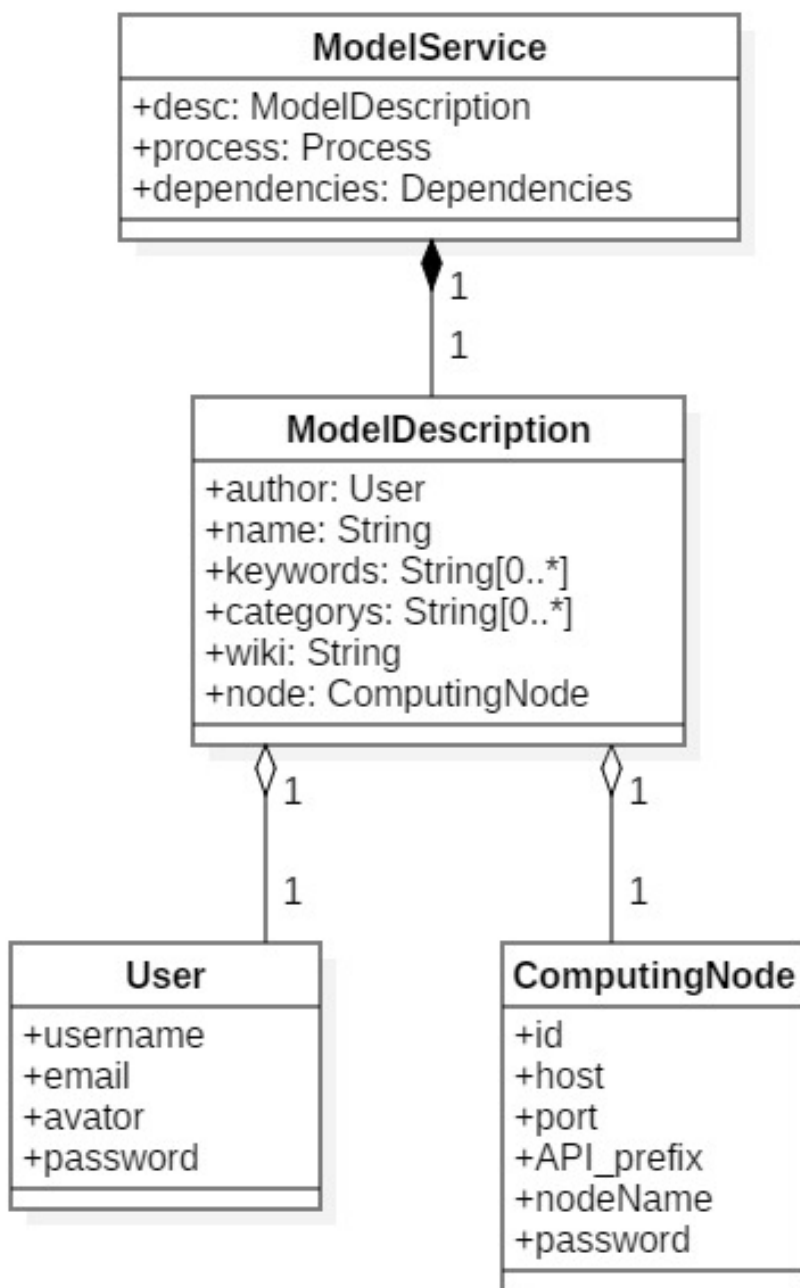 ModelService
+desc: ModelDescription
+process: Process
+dependencies: Dependencies
1
1
ModelDescription
+author: User
+name: String
+keywords: String[0..*]
+categorys: String[0..*]
+wiki: String
+node: ComputingNode
1
1
1
1
User
+username
+email
+avator
+password
ComputingNode
+id
+host
+port
+API_prefix
+nodeName
+password